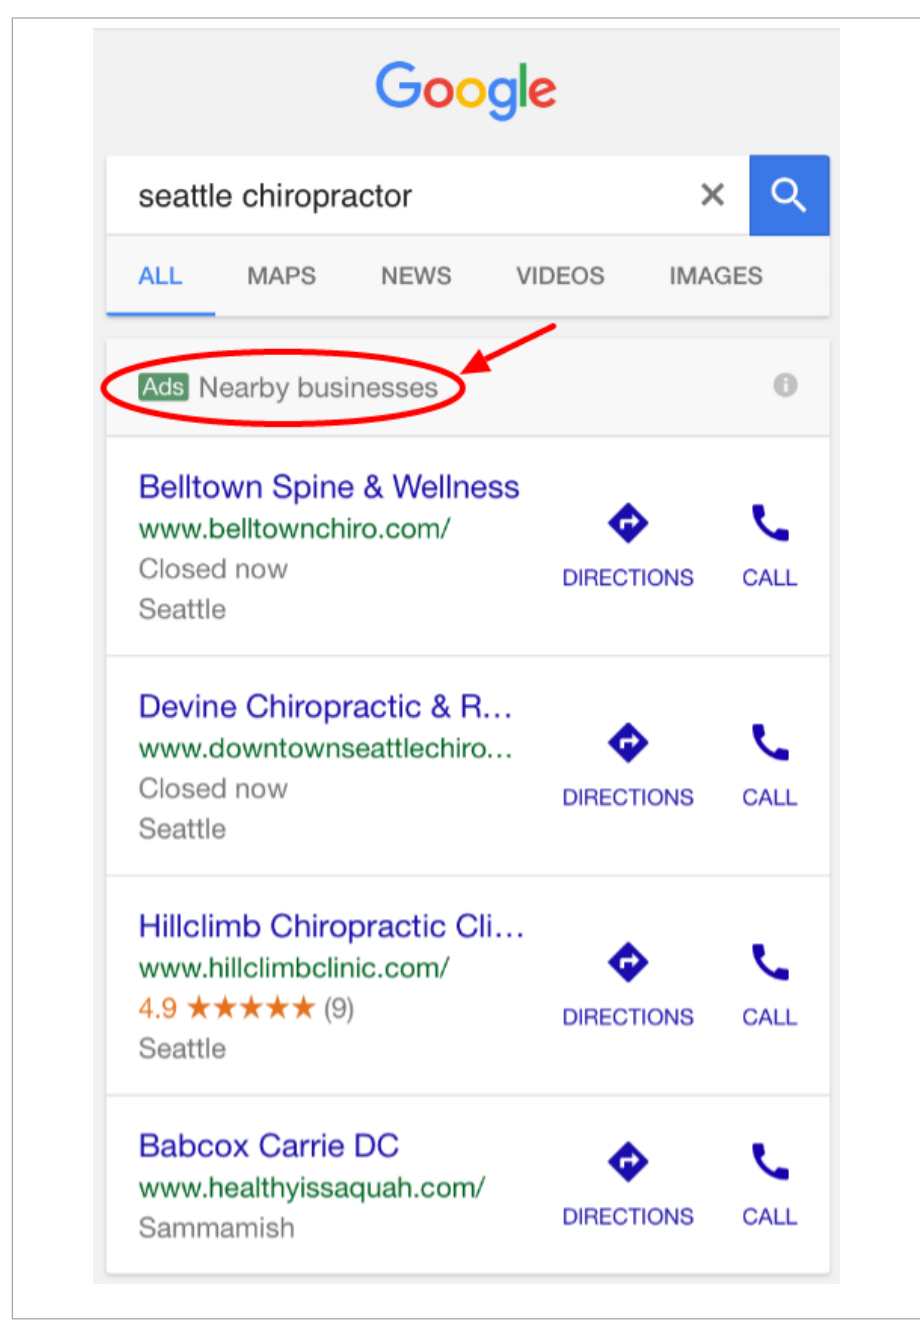 Google
seattle chiropractor
ALL MAPS NEWS VIDEOS IMAGES
Ads Nearby businesses
Belltown Spine & Wellness
www.belltownchiro.com/
Closed now
Seattle
DIRECTIONS CALL
Devine Chiropractic & R...
www.downtownseattlechiro...
Closed now
Seattle
DIRECTIONS CALL
Hillclimb Chiropractic Cli...
www.hillclimbclinic.com/
4.9 ★★★★★ (9)
Seattle
DIRECTIONS CALL
Babcox Carrie DC
www.healthyissaquah.com/
Sammamish
DIRECTIONS CALL